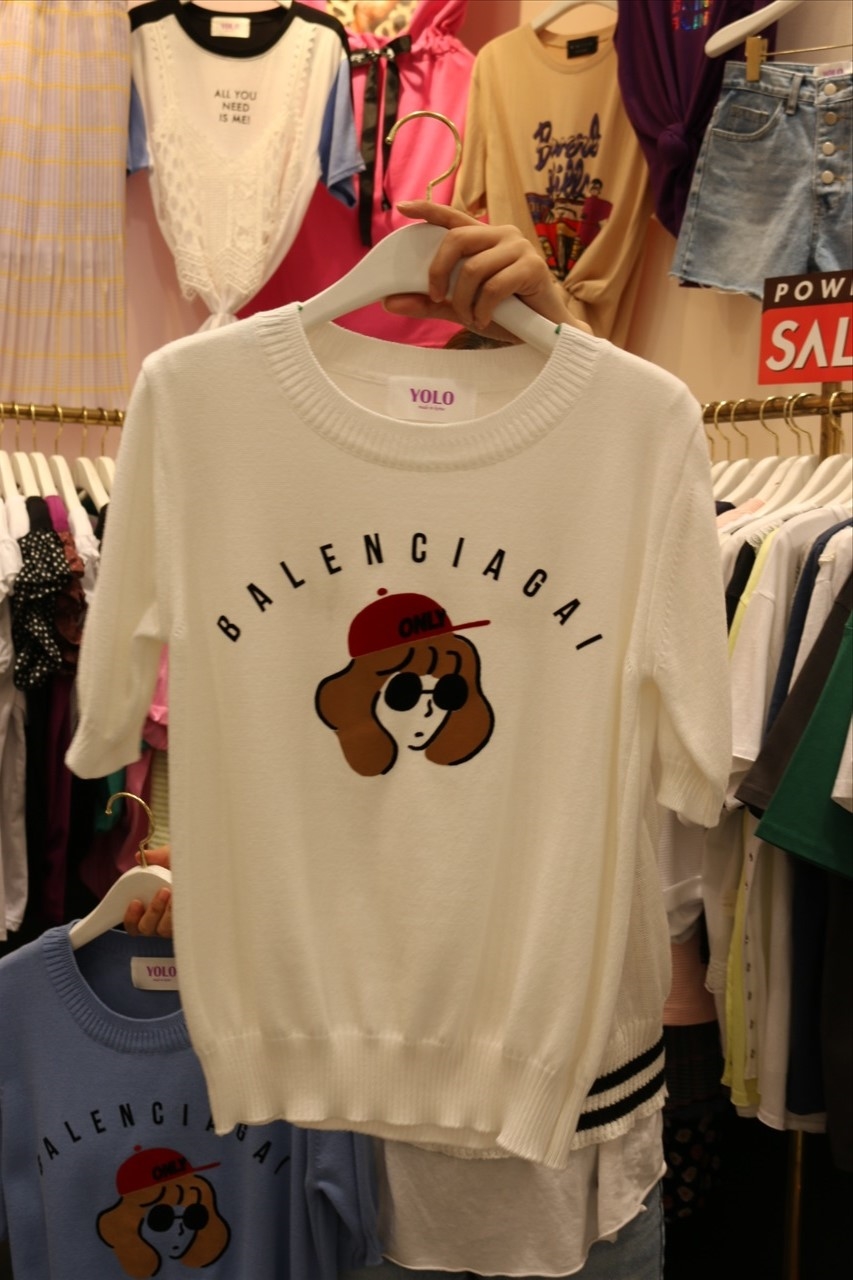 YOLO
ALL YOU
NEED
IS ME!
POW
SAL
YOLO
BALENCIAGAI
ONLY
YOLO
BALENCIAGAI
ONLY